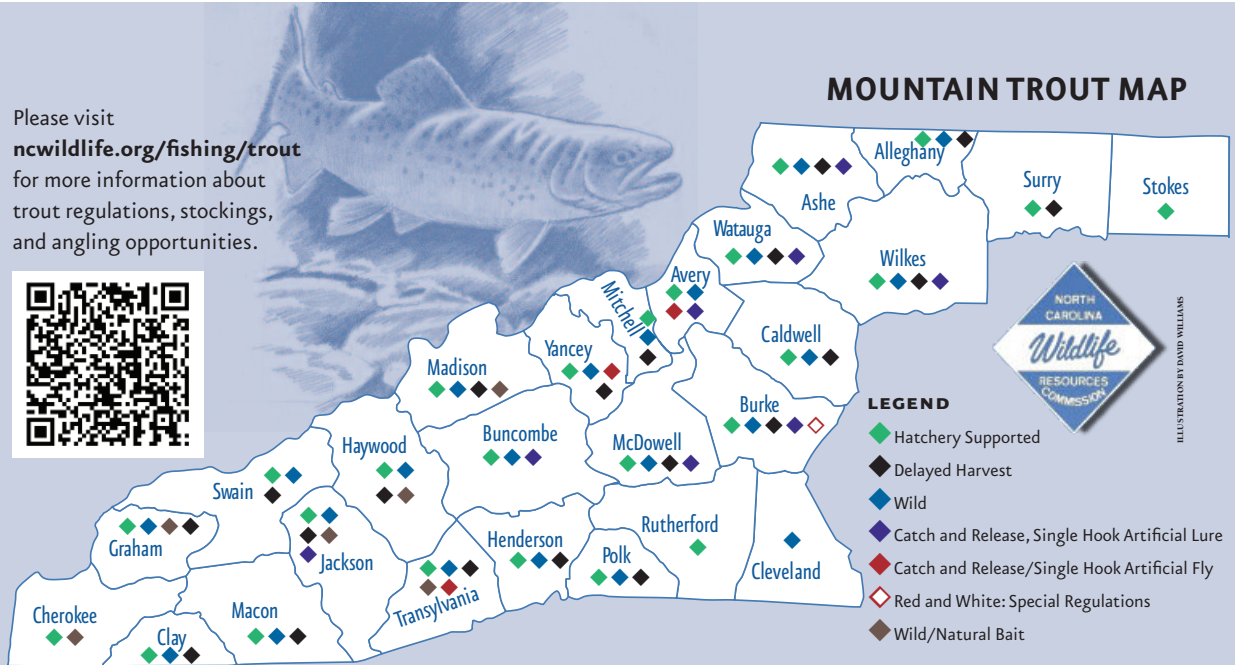 MOUNTAIN TROUT MAP
Please visit
ncwildlife.org/fishing/trout
for more information about
trout regulations, stockings,
and angling opportunities.
Alleghany
Ashe
Surry
Stokes
Watauga
Wilkes
Avery
Mitchell
Caldwell
Yancey
Madison
Burke
Buncombe
McDowell
Haywood
Swain
Rutherford
Henderson
Graham
Jackson
Polk
Cleveland
Transylvania
Cherokee
Macon
Clay
NORTH
CAROLINA
Wildlife
RESOURCES
COMMISSION
ILLUSTRATION BY DAVID WILLIAMS
LEGEND
Hatchery Supported
Delayed Harvest
Wild
Catch and Release, Single Hook Artificial Lure
Catch and Release/Single Hook Artificial Fly
Red and White: Special Regulations
Wild/Natural Bait